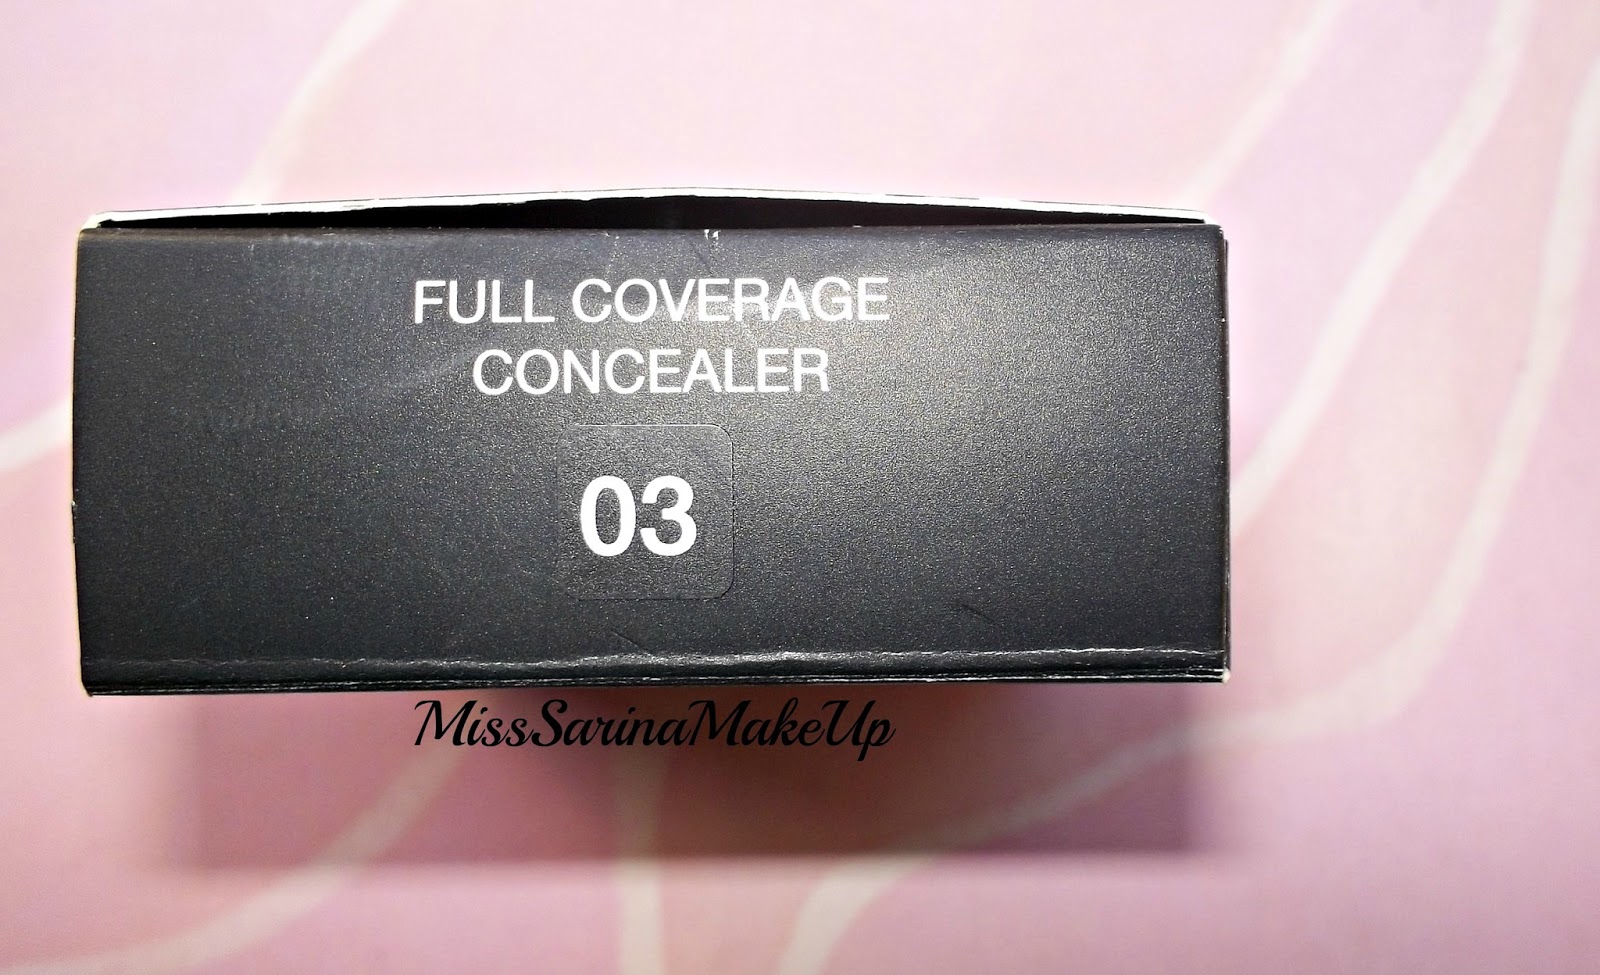 FULL COVERAGE
CONCEALER
03
MissSarinaMakeUp